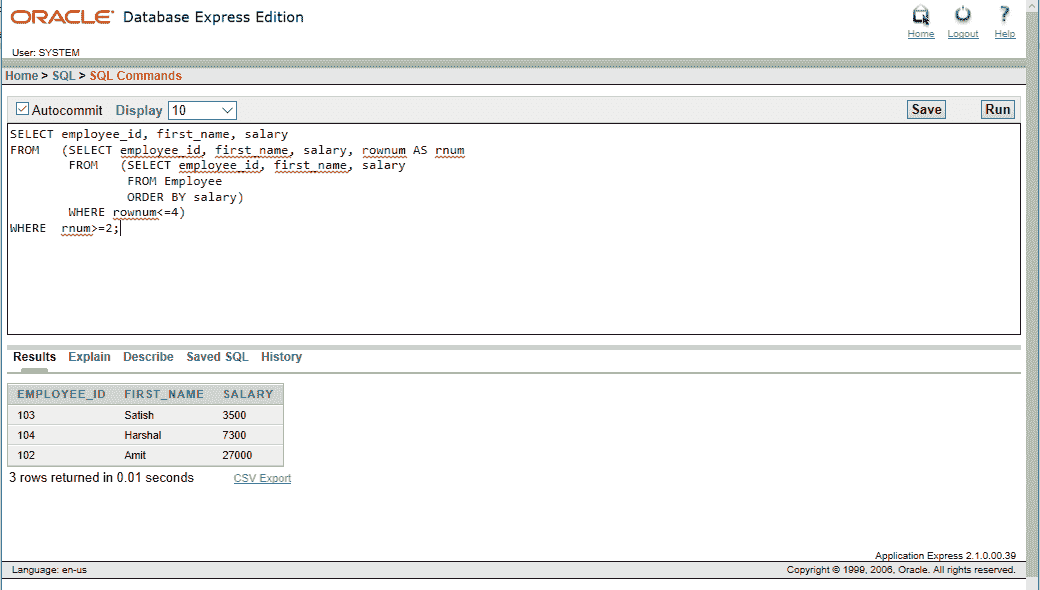 ORACLE Database Express Edition
Home Logout Help
User: SYSTEM
Home > SQL > SQL Commands
Autocommit Display 10 Save Run
SELECT employee_id, first_name, salary
FROM (SELECT employee_id, first_name, salary, rownum AS rnum
FROM (SELECT employee_id, first_name, salary
FROM Employee
ORDER BY salary)
WHERE rownum<=4)
WHERE rnum>=2;
Results Explain Describe Saved SQL History
EMPLOYEE_ID FIRST_NAME SALARY
103 Satish 3500
104 Harshal 7300
102 Amit 27000
3 rows returned in 0.01 seconds CSV Export
Application Express 2.1.0.00.39
Language: en-us Copyright © 1999, 2006, Oracle. All rights reserved.